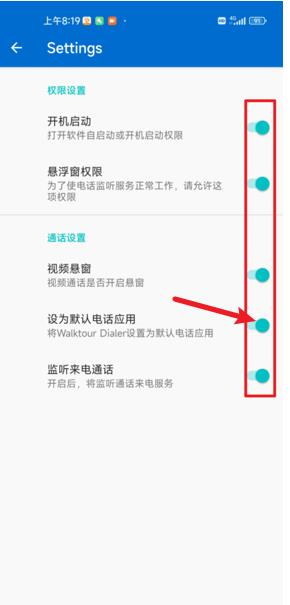 上午8:19
HD 4G 95
Settings
权限设置
开机启动
打开软件自启动或开机启动权限
悬浮窗权限
为了使电话监听服务正常工作，请允许这
项权限
通话设置
视频悬窗
视频通话是否开启悬窗
设为默认电话应用
将Walktour Dialer设置为默认电话应用
监听来电通话
开启后，将监听通话来电服务